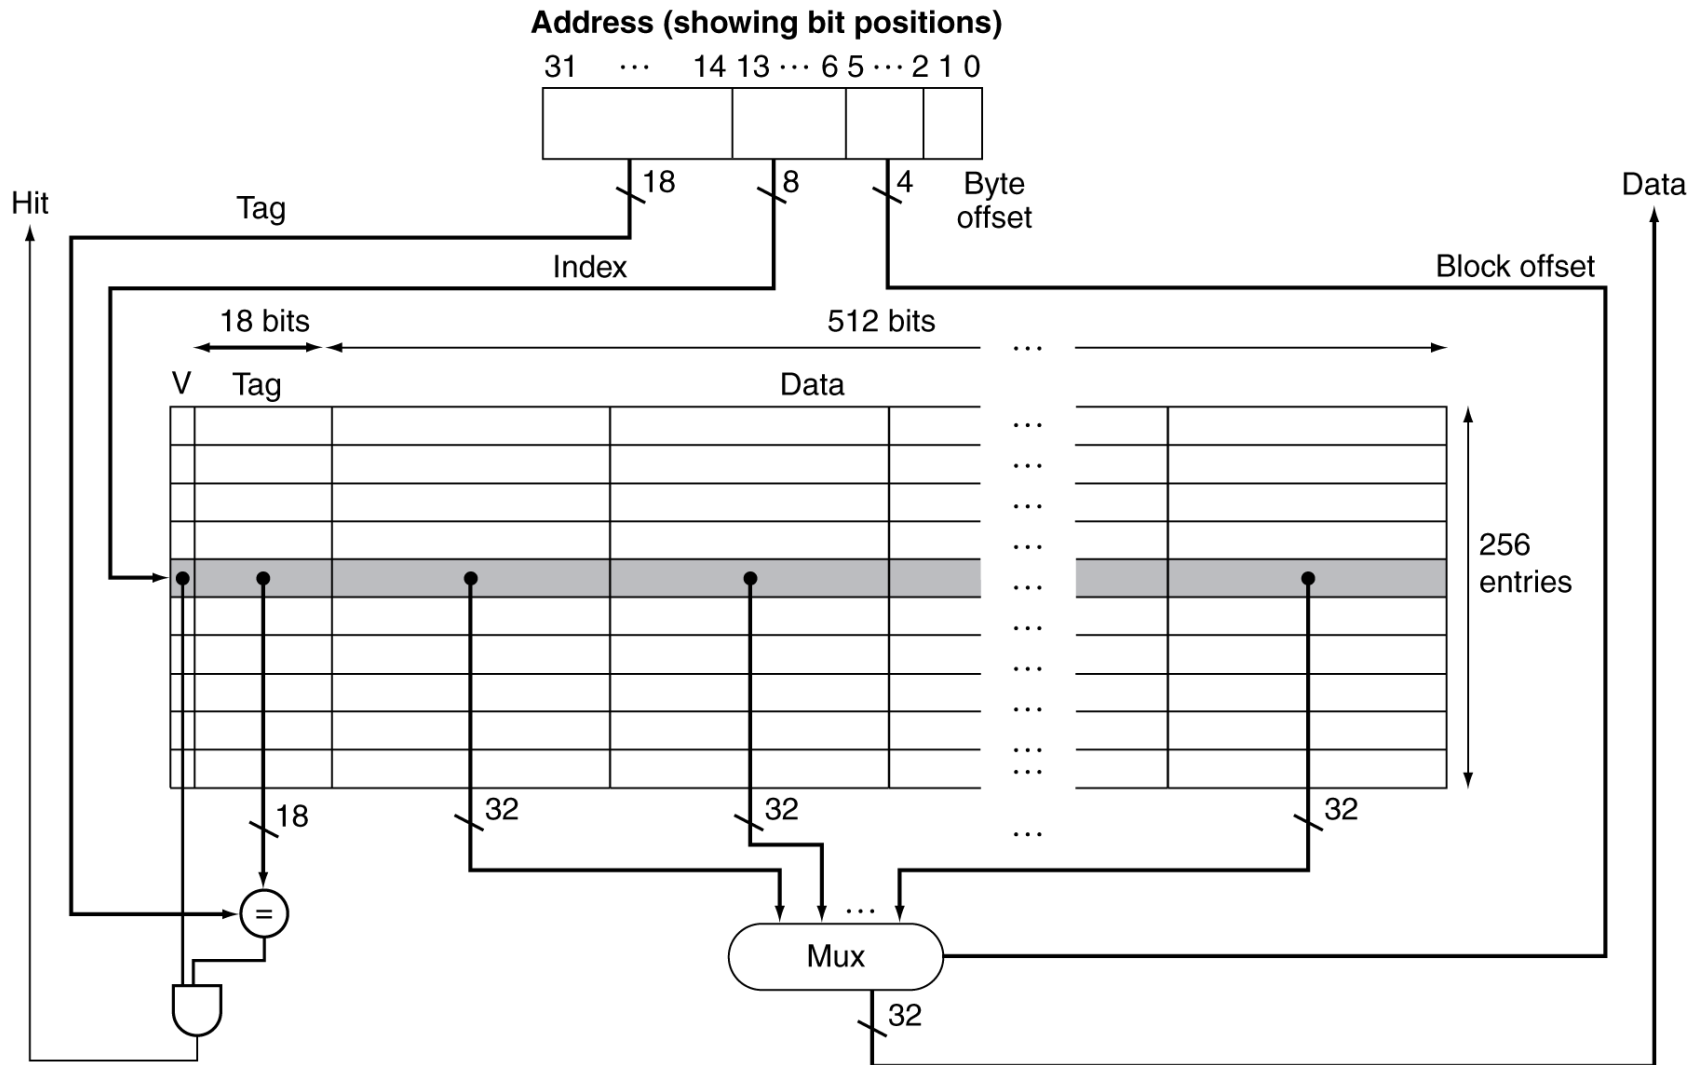 Address (showing bit positions)
31 ··· 14 13 ··· 6 5 ··· 2 1 0
18
8
4
Byte
offset
Hit
Data
Tag
Index
Block offset
18 bits
512 bits
···
V
Tag
Data
···
···
···
···
256
entries
···
···
···
···
···
···
18
32
32
···
32
=
···
Mux
32